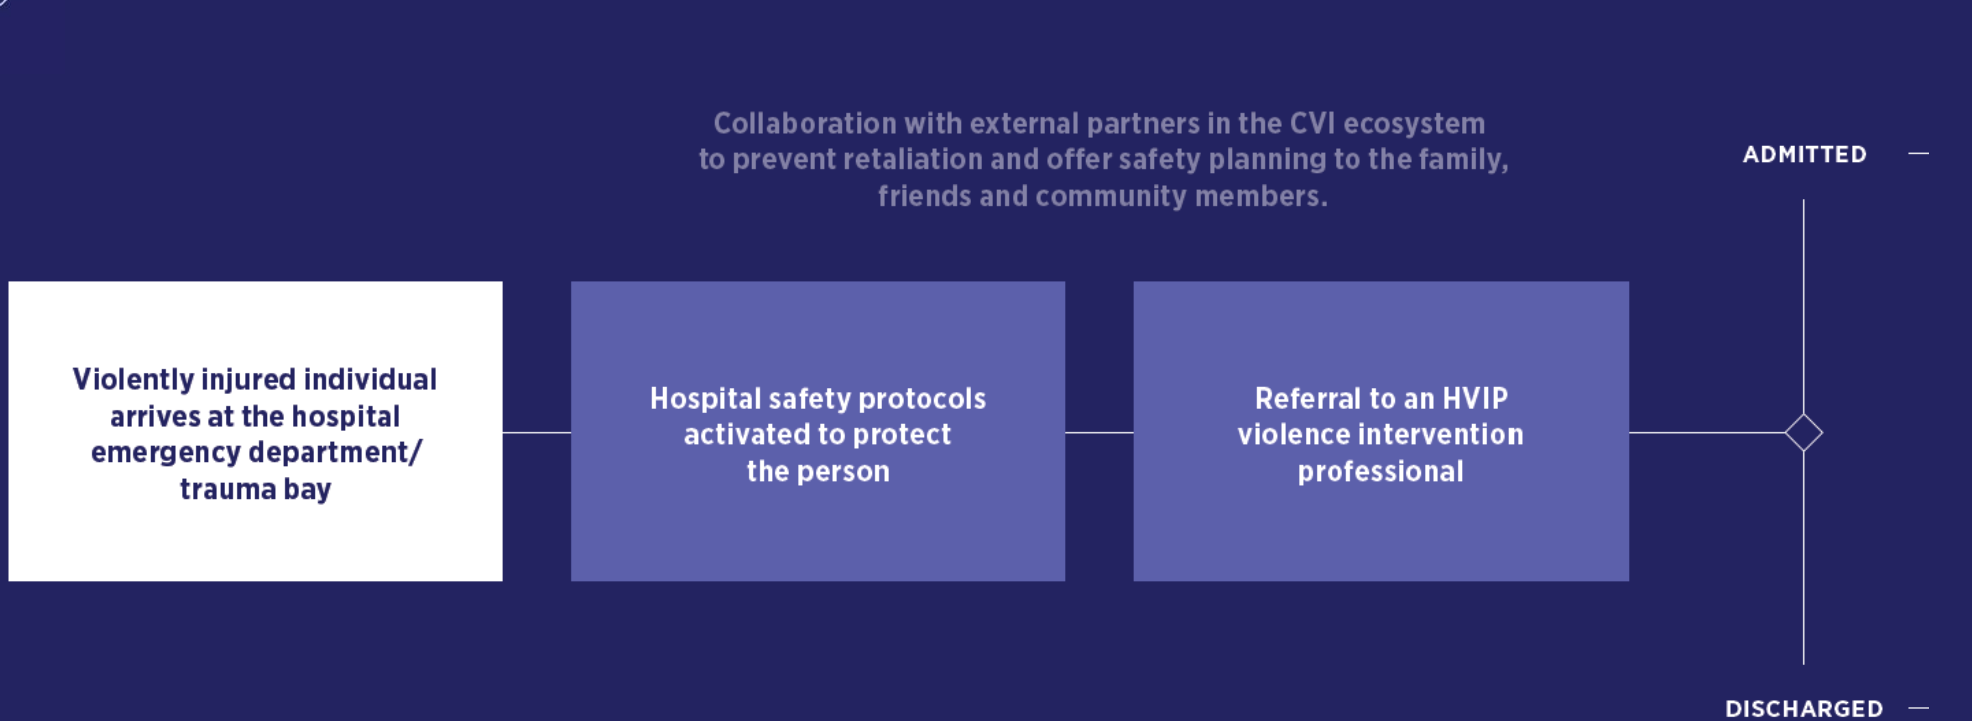 Collaboration with external partners in the CVI ecosystem
to prevent retaliation and offer safety planning to the family,
friends and community members.
ADMITTED
Violently injured individual
arrives at the hospital
emergency department/
trauma bay
Hospital safety protocols
activated to protect
the person
Referral to an HVIP
violence intervention
professional
DISCHARGED